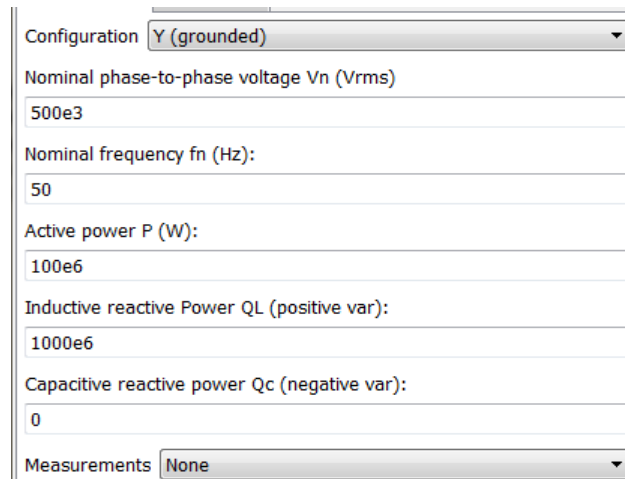 Configuration Y (grounded)
Nominal phase-to-phase voltage Vn (Vrms)
500e3
Nominal frequency fn (Hz):
50
Active power P (W):
100e6
Inductive reactive Power QL (positive var):
1000e6
Capacitive reactive power Qc (negative var):
0
Measurements None